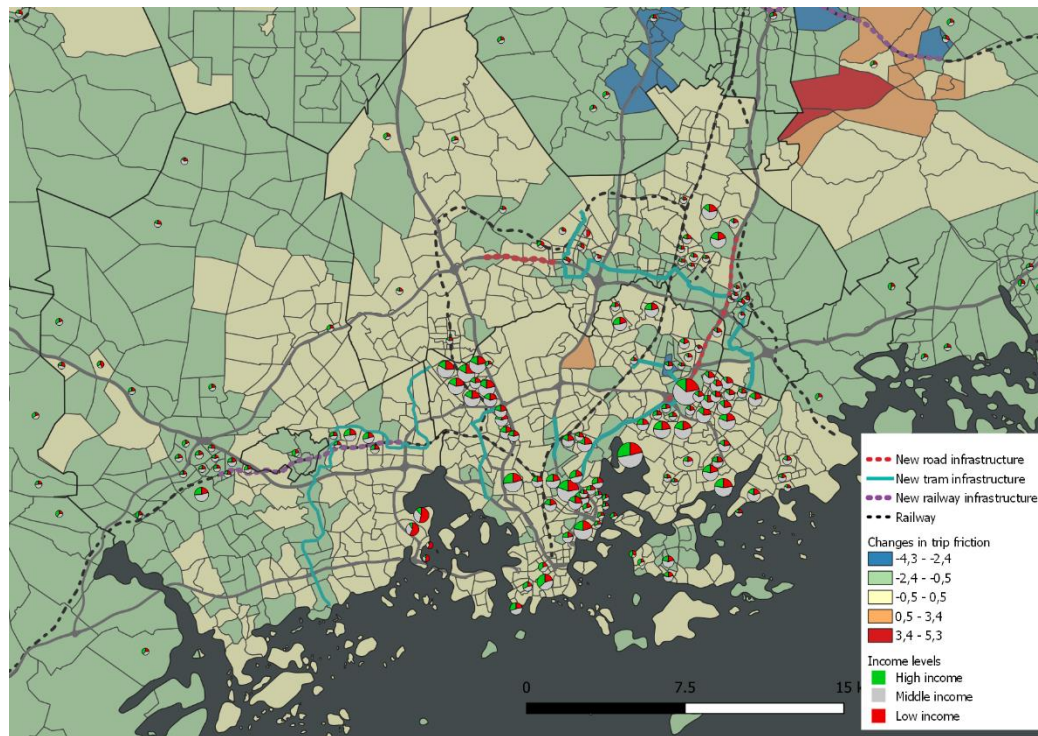 New road infrastructure
New tram infrastructure
New railway infrastructure
Railway
Changes in trip friction
-4,3 - -2,4
-2,4 - -0,5
-0,5 - 0,5
0,5 - 3,4
3,4 - 5,3
Income levels
High income
Middle income
Low income
0 7.5 15 k